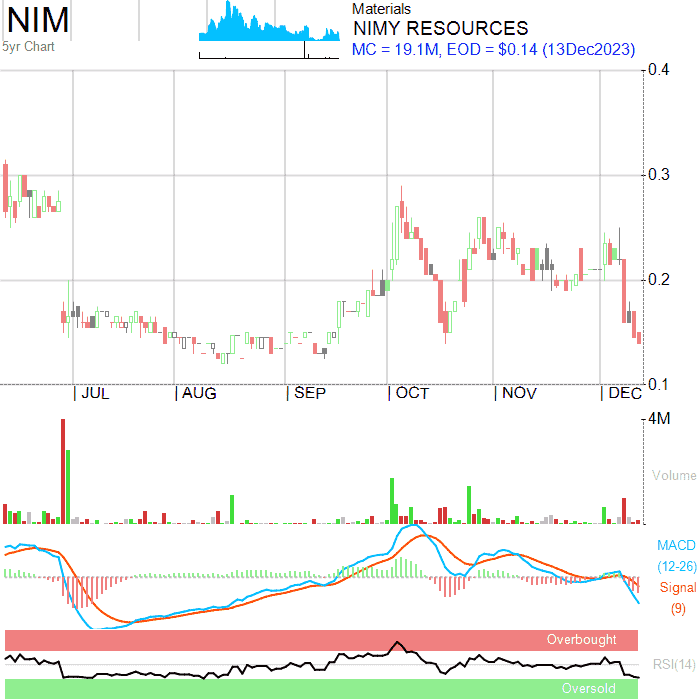 NIM
5yr Chart
Materials
NIMY RESOURCES
MC = 19.1M, EOD = $0.14 (13Dec2023)
0.4
0.3
0.2
0.1
JUL AUG SEP OCT NOV DEC
4M
Volume
MACD
(12-26)
Signal
(9)
Overbought
RSI(14)
Oversold